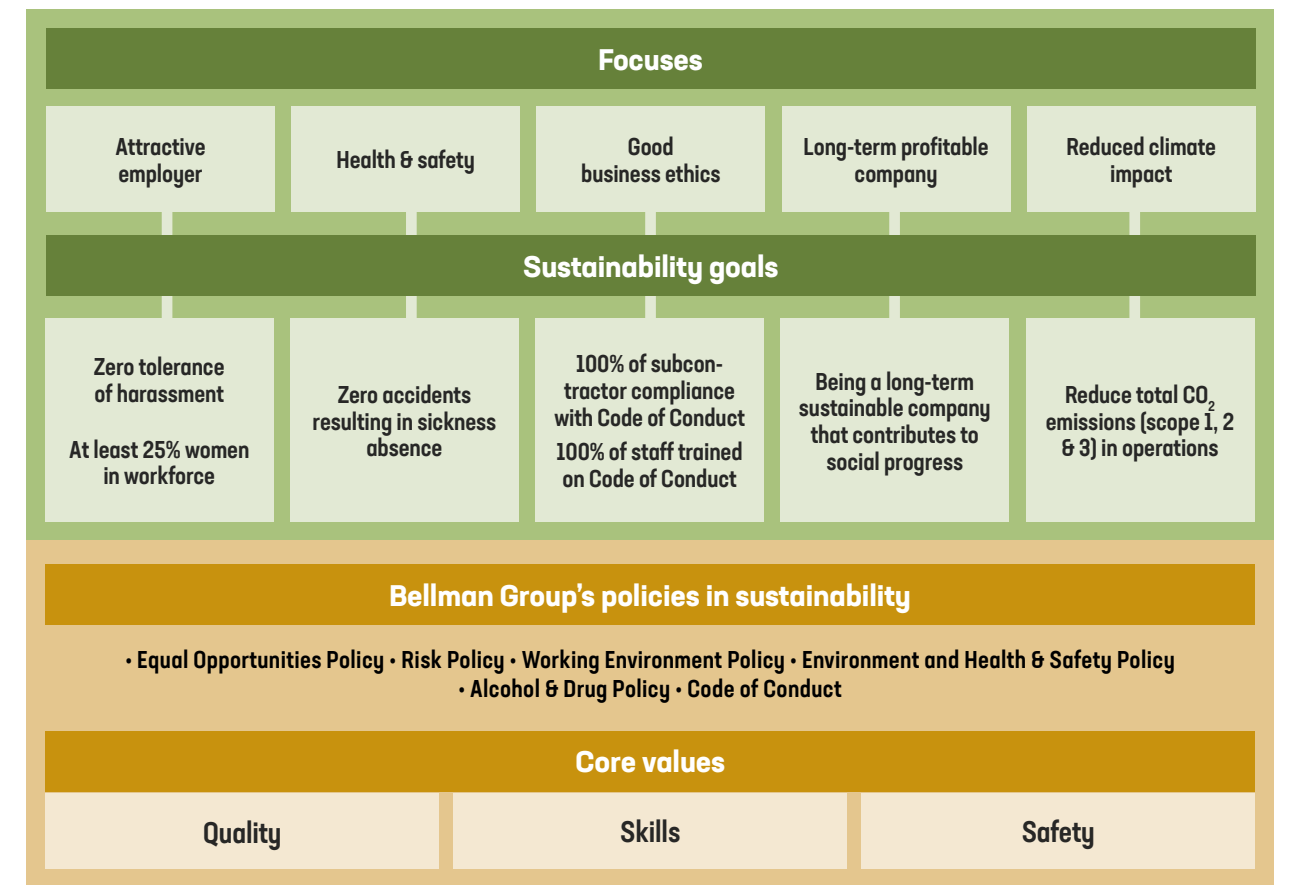 Focuses
Attractive
employer
Health & safety
Good
business ethics
Long-term profitable
company
Reduced climate
impact
Sustainability goals
Zero tolerance
of harassment
At least 25% women
in workforce
Zero accidents
resulting in sickness
absence
100% of subcon-
tractor compliance
with Code of Conduct
100% of staff trained
on Code of Conduct
Being a long-term
sustainable company
that contributes to
social progress
Reduce total CO₂
emissions (scope 1, 2
& 3) in operations
Bellman Group’s policies in sustainability
• Equal Opportunities Policy • Risk Policy • Working Environment Policy • Environment and Health & Safety Policy
• Alcohol & Drug Policy • Code of Conduct
Core values
Quality
Skills
Safety